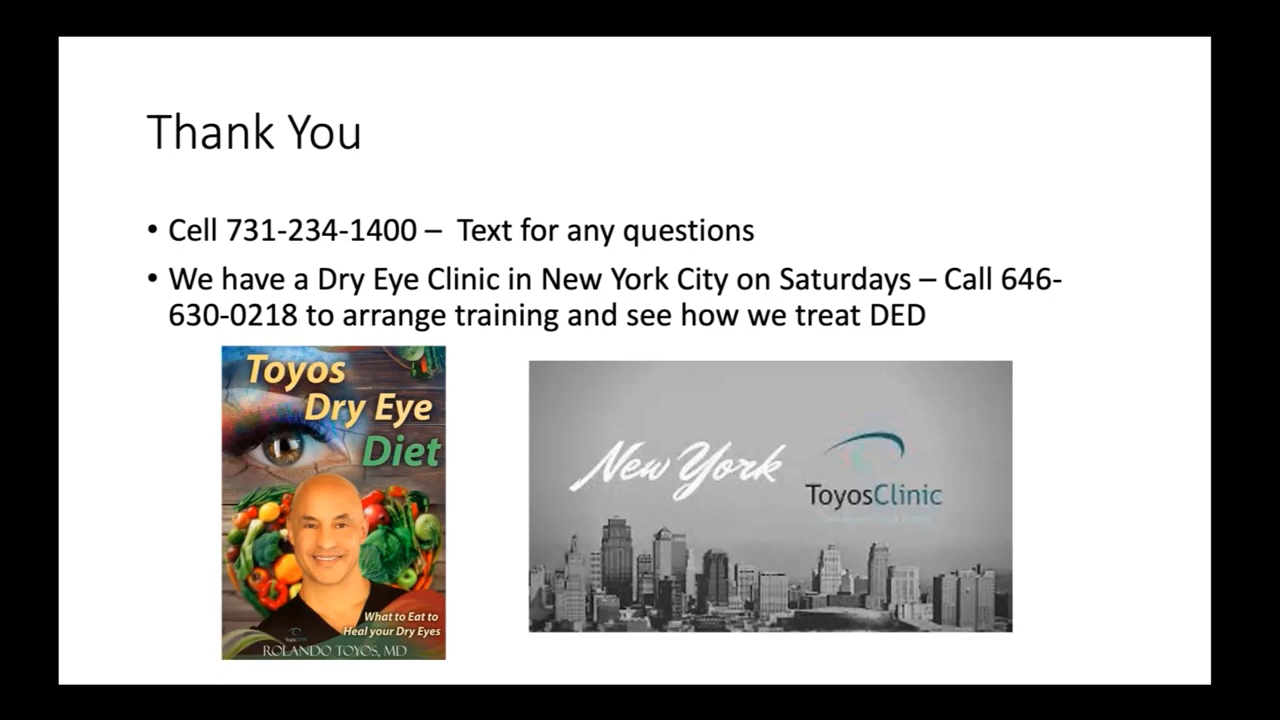 Thank You
• Cell 731-234-1400 – Text for any questions
• We have a Dry Eye Clinic in New York City on Saturdays – Call 646-
630-0218 to arrange training and see how we treat DED
Toyos
Dry Eye
Diet
What to Eat to
Heal your Dry Eyes
ROLANDO TOYOS, MD
New York
ToyosClinic